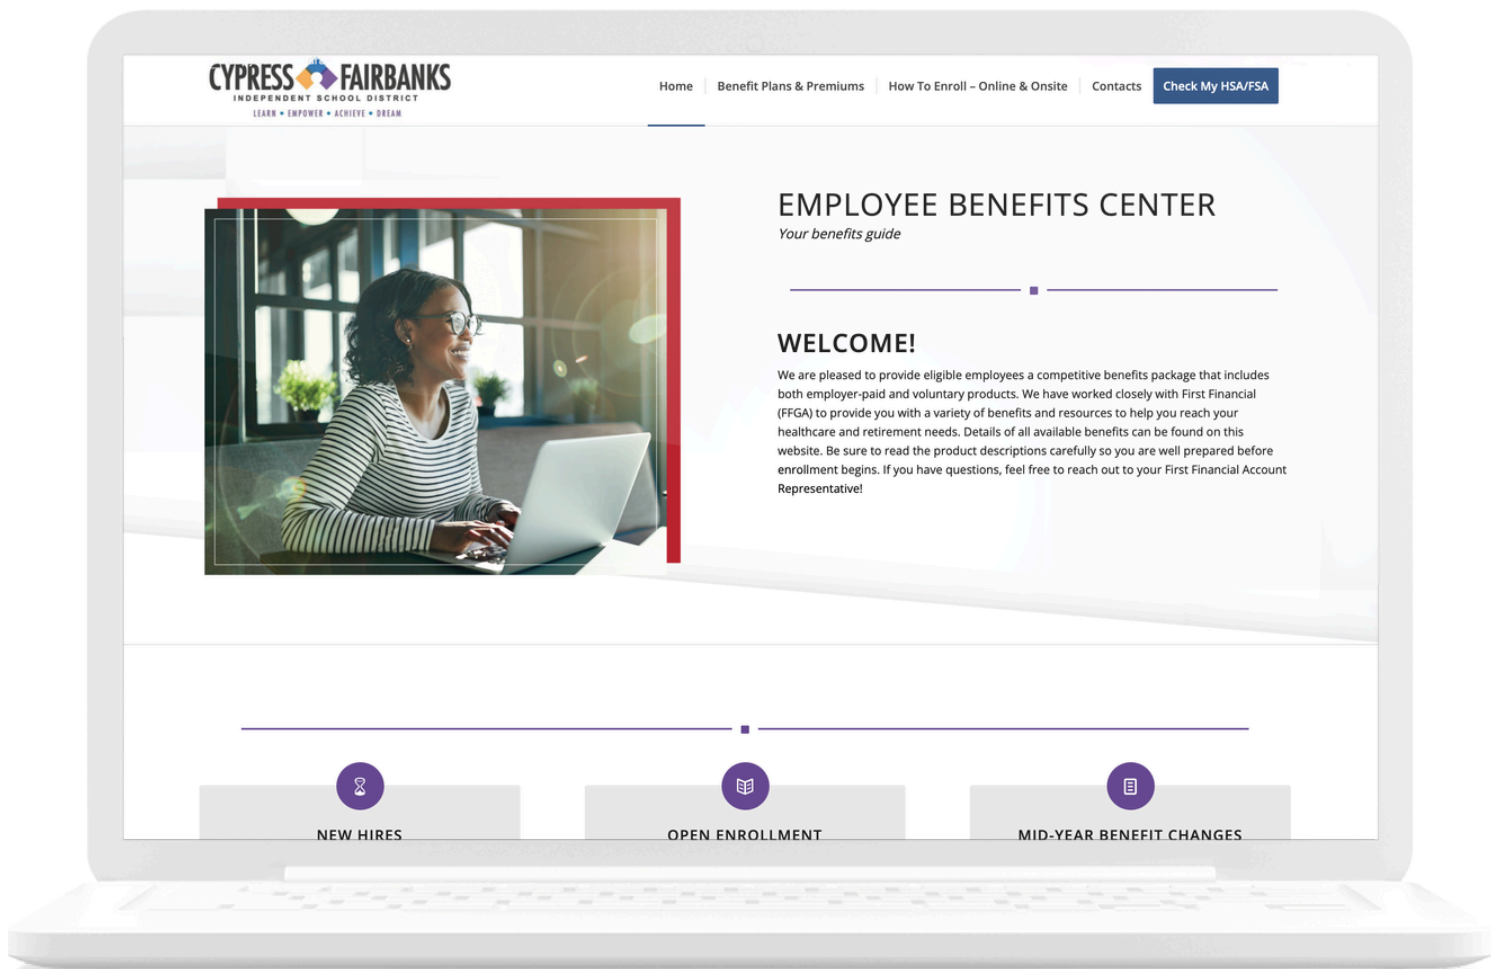 CYPRESS FAIRBANKS
INDEPENDENT SCHOOL DISTRICT
LEARN • EMPOWER • ACHIEVE • DREAM
Home
Benefit Plans & Premiums
How To Enroll – Online & Onsite
Contacts
Check My HSA/FSA
EMPLOYEE BENEFITS CENTER
Your benefits guide
WELCOME!
We are pleased to provide eligible employees a competitive benefits package that includes
both employer-paid and voluntary products. We have worked closely with First Financial
(FFGA) to provide you with a variety of benefits and resources to help you reach your
healthcare and retirement needs. Details of all available benefits can be found on this
website. Be sure to read the product descriptions carefully so you are well prepared before
enrollment begins. If you have questions, feel free to reach out to your First Financial Account
Representative!
NEW HIRES
OPEN ENROLLMENT
MID-YEAR BENEFIT CHANGES